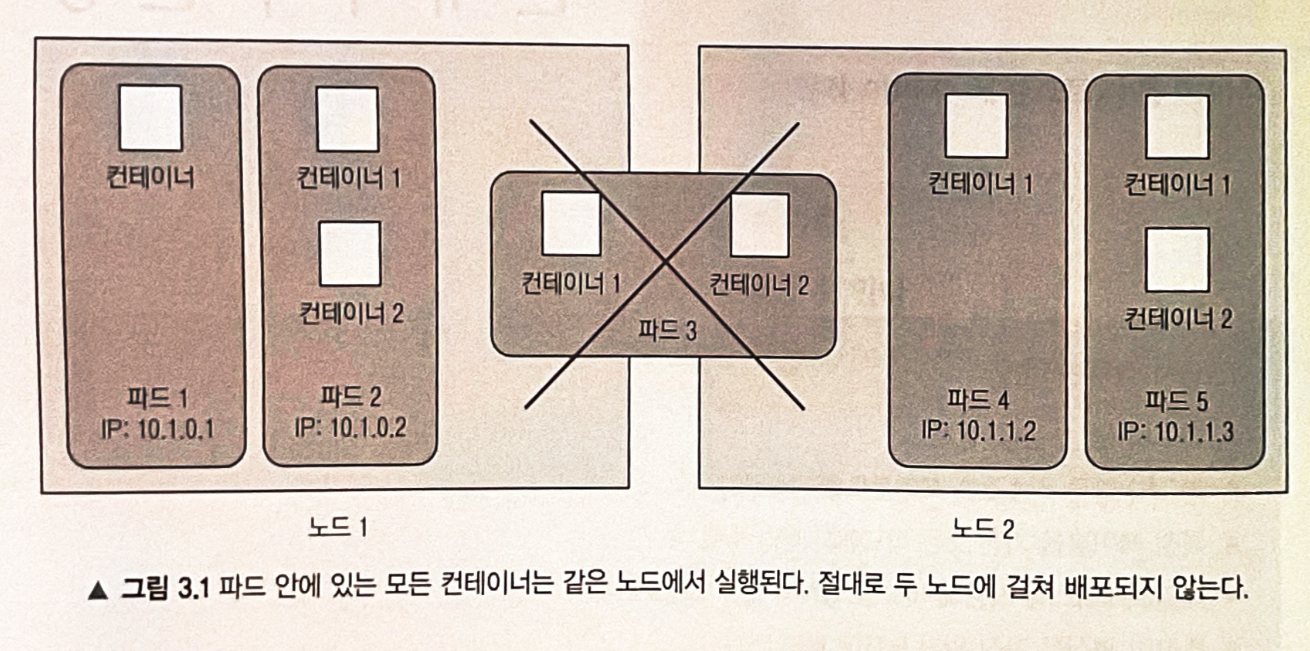 컨테이너
파드 1
IP: 10.1.0.1
컨테이너 1
컨테이너 2
파드 2
IP: 10.1.0.2
노드 1
컨테이너 1
컨테이너 2
파드 3
컨테이너 1
파드 4
IP: 10.1.1.2
컨테이너 1
컨테이너 2
파드 5
IP: 10.1.1.3
노드 2
▲ 그림 3.1 파드 안에 있는 모든 컨테이너는 같은 노드에서 실행된다. 절대로 두 노드에 걸쳐 배포되지 않는다.